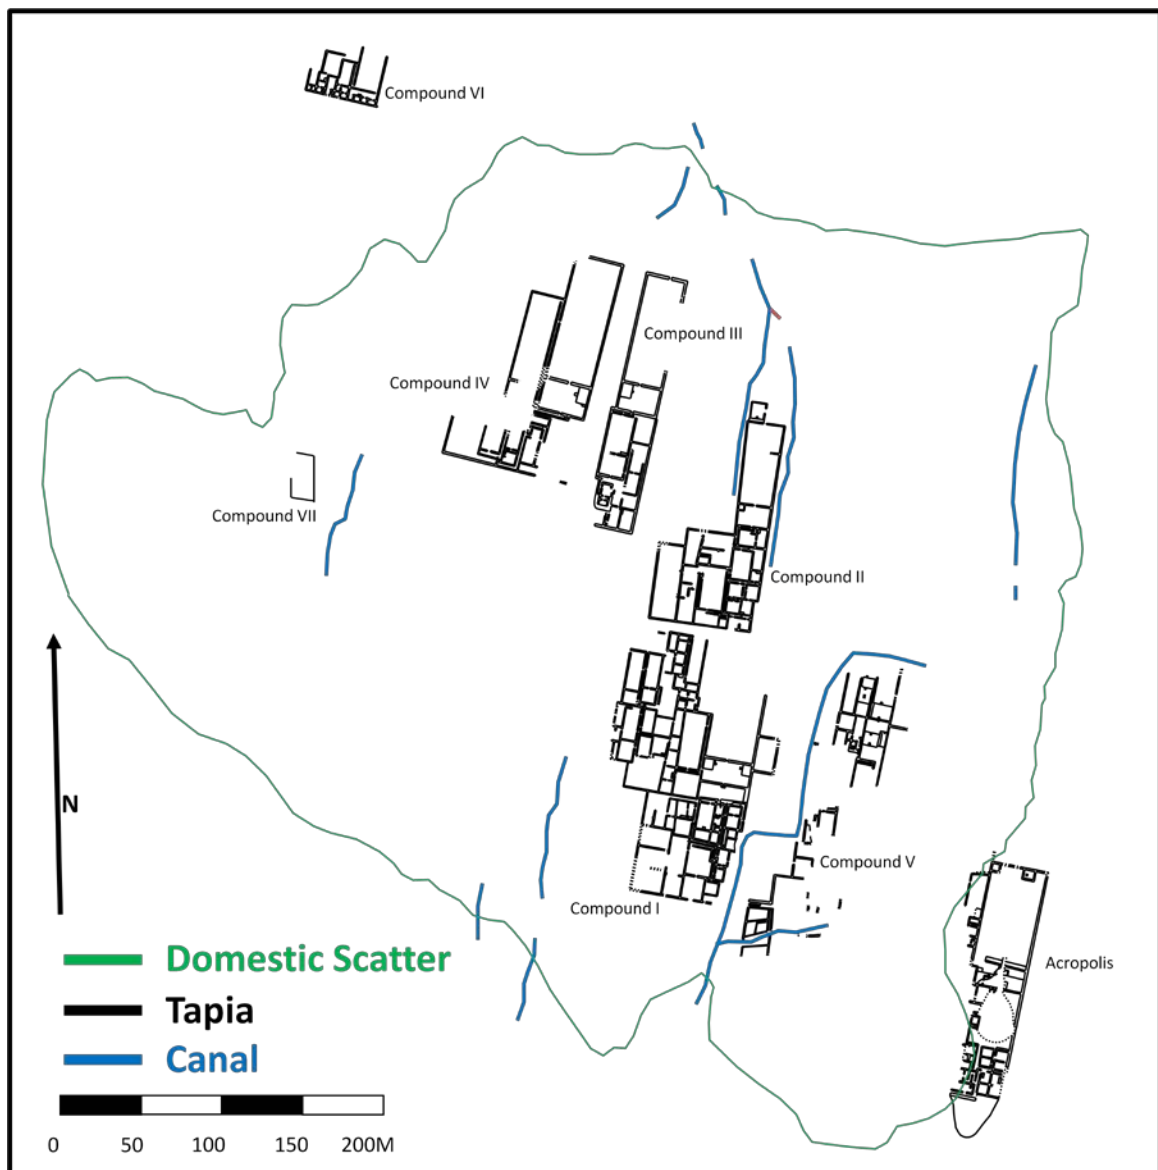 Compound VI
Compound III
Compound IV
Compound VII
Compound II
N
Compound V
Compound I
Acropolis
Domestic Scatter
Tapia
Canal
0 50 100 150 200M